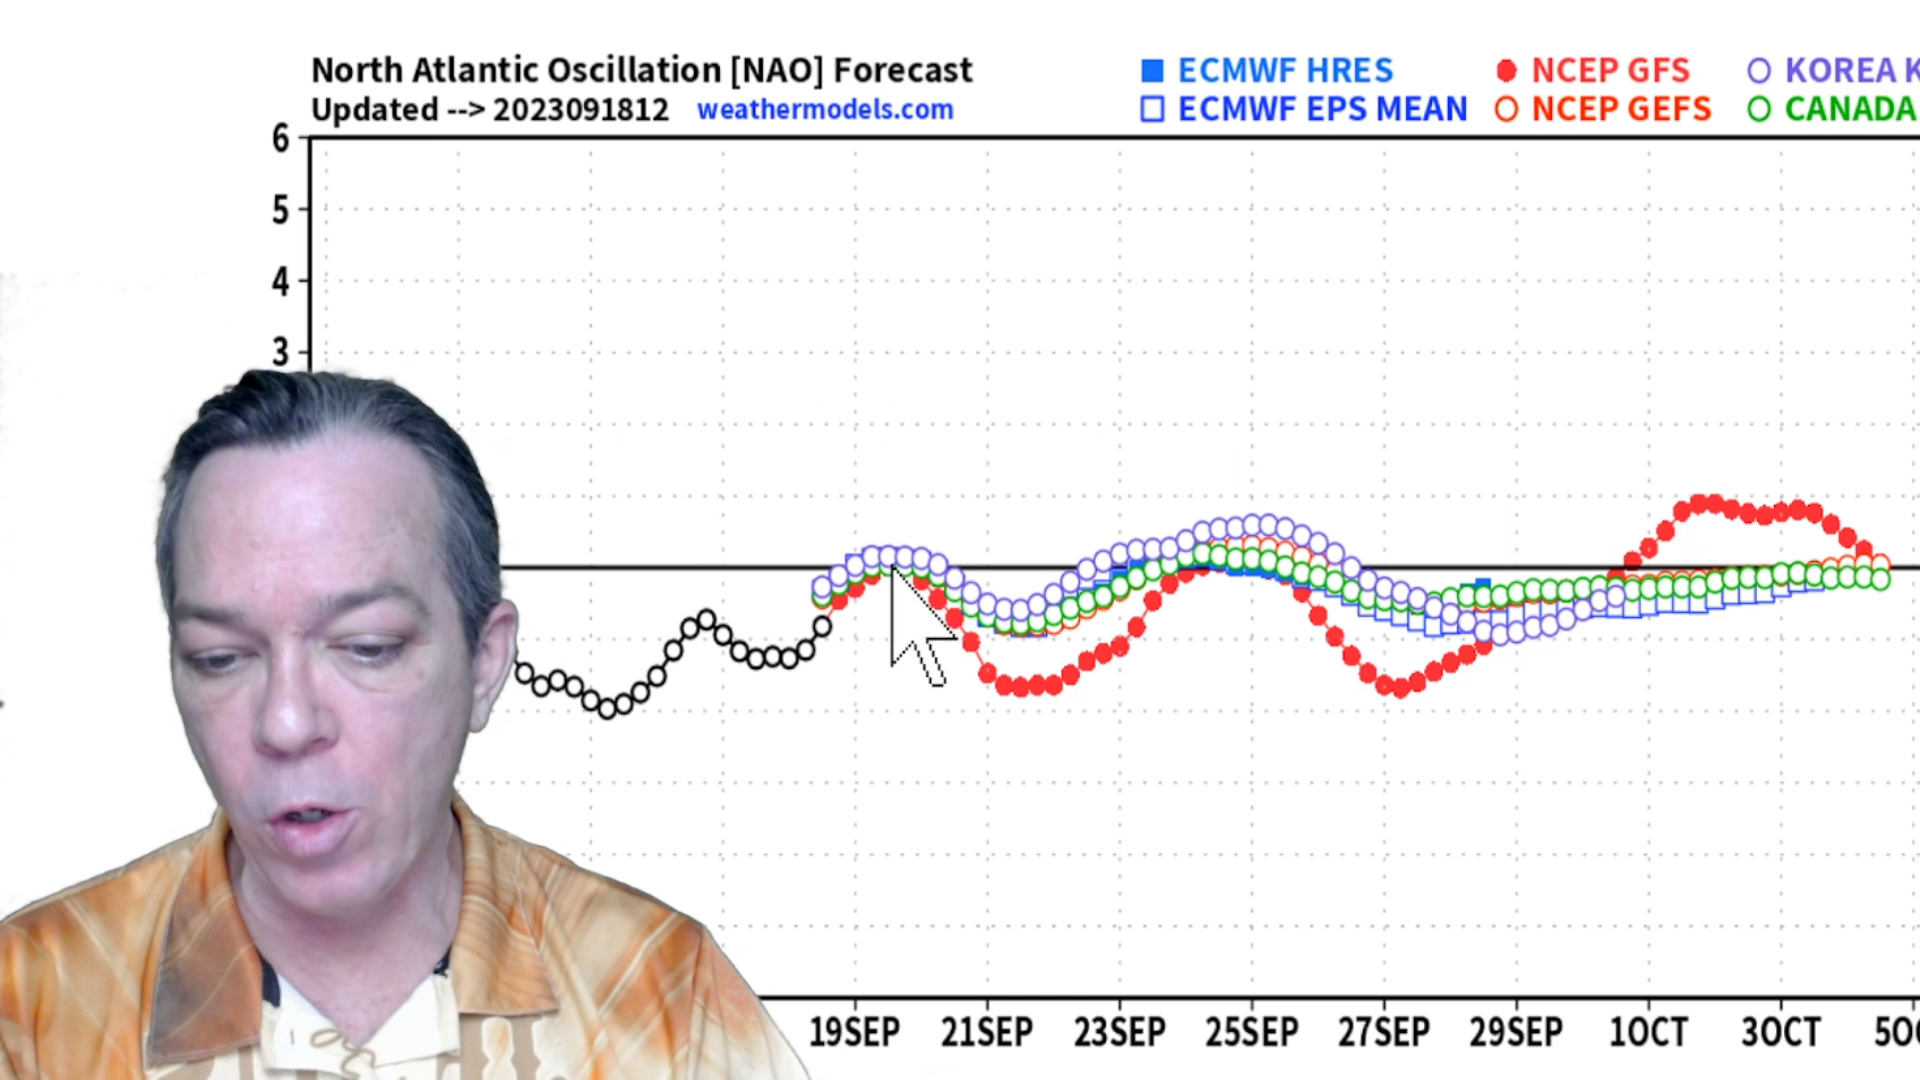 North Atlantic Oscillation [NAO] Forecast
Updated --> 2023091812 weathermodels.com
ECMWF HRES NCEP GFS KOREA K
ECMWF EPS MEAN NCEP GEFS CANADA
6
5
4
3
19SEP 21SEP 23SEP 25SEP 27SEP 29SEP 1OCT 3OCT 5O